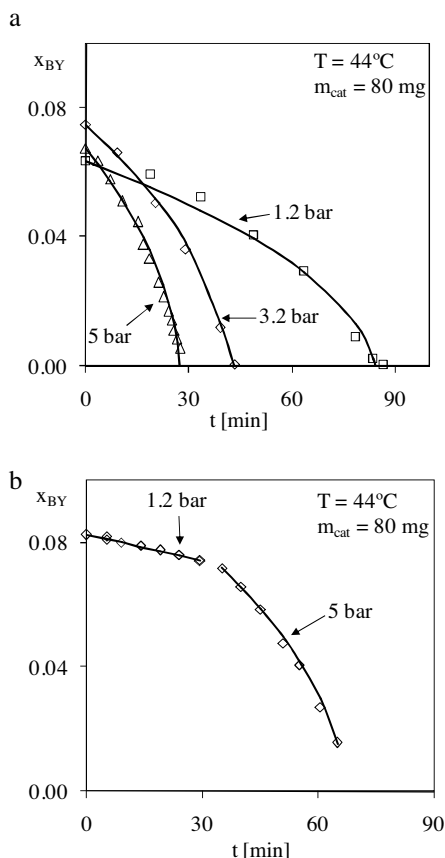 a
x_BY
T = 44ºC
m_cat = 80 mg
0.08
0.04
0.00
1.2 bar
3.2 bar
5 bar
0 30 60 90
t [min]
b
x_BY
1.2 bar
T = 44ºC
m_cat = 80 mg
0.08
5 bar
0.04
0.00
0 30 60 90
t [min]